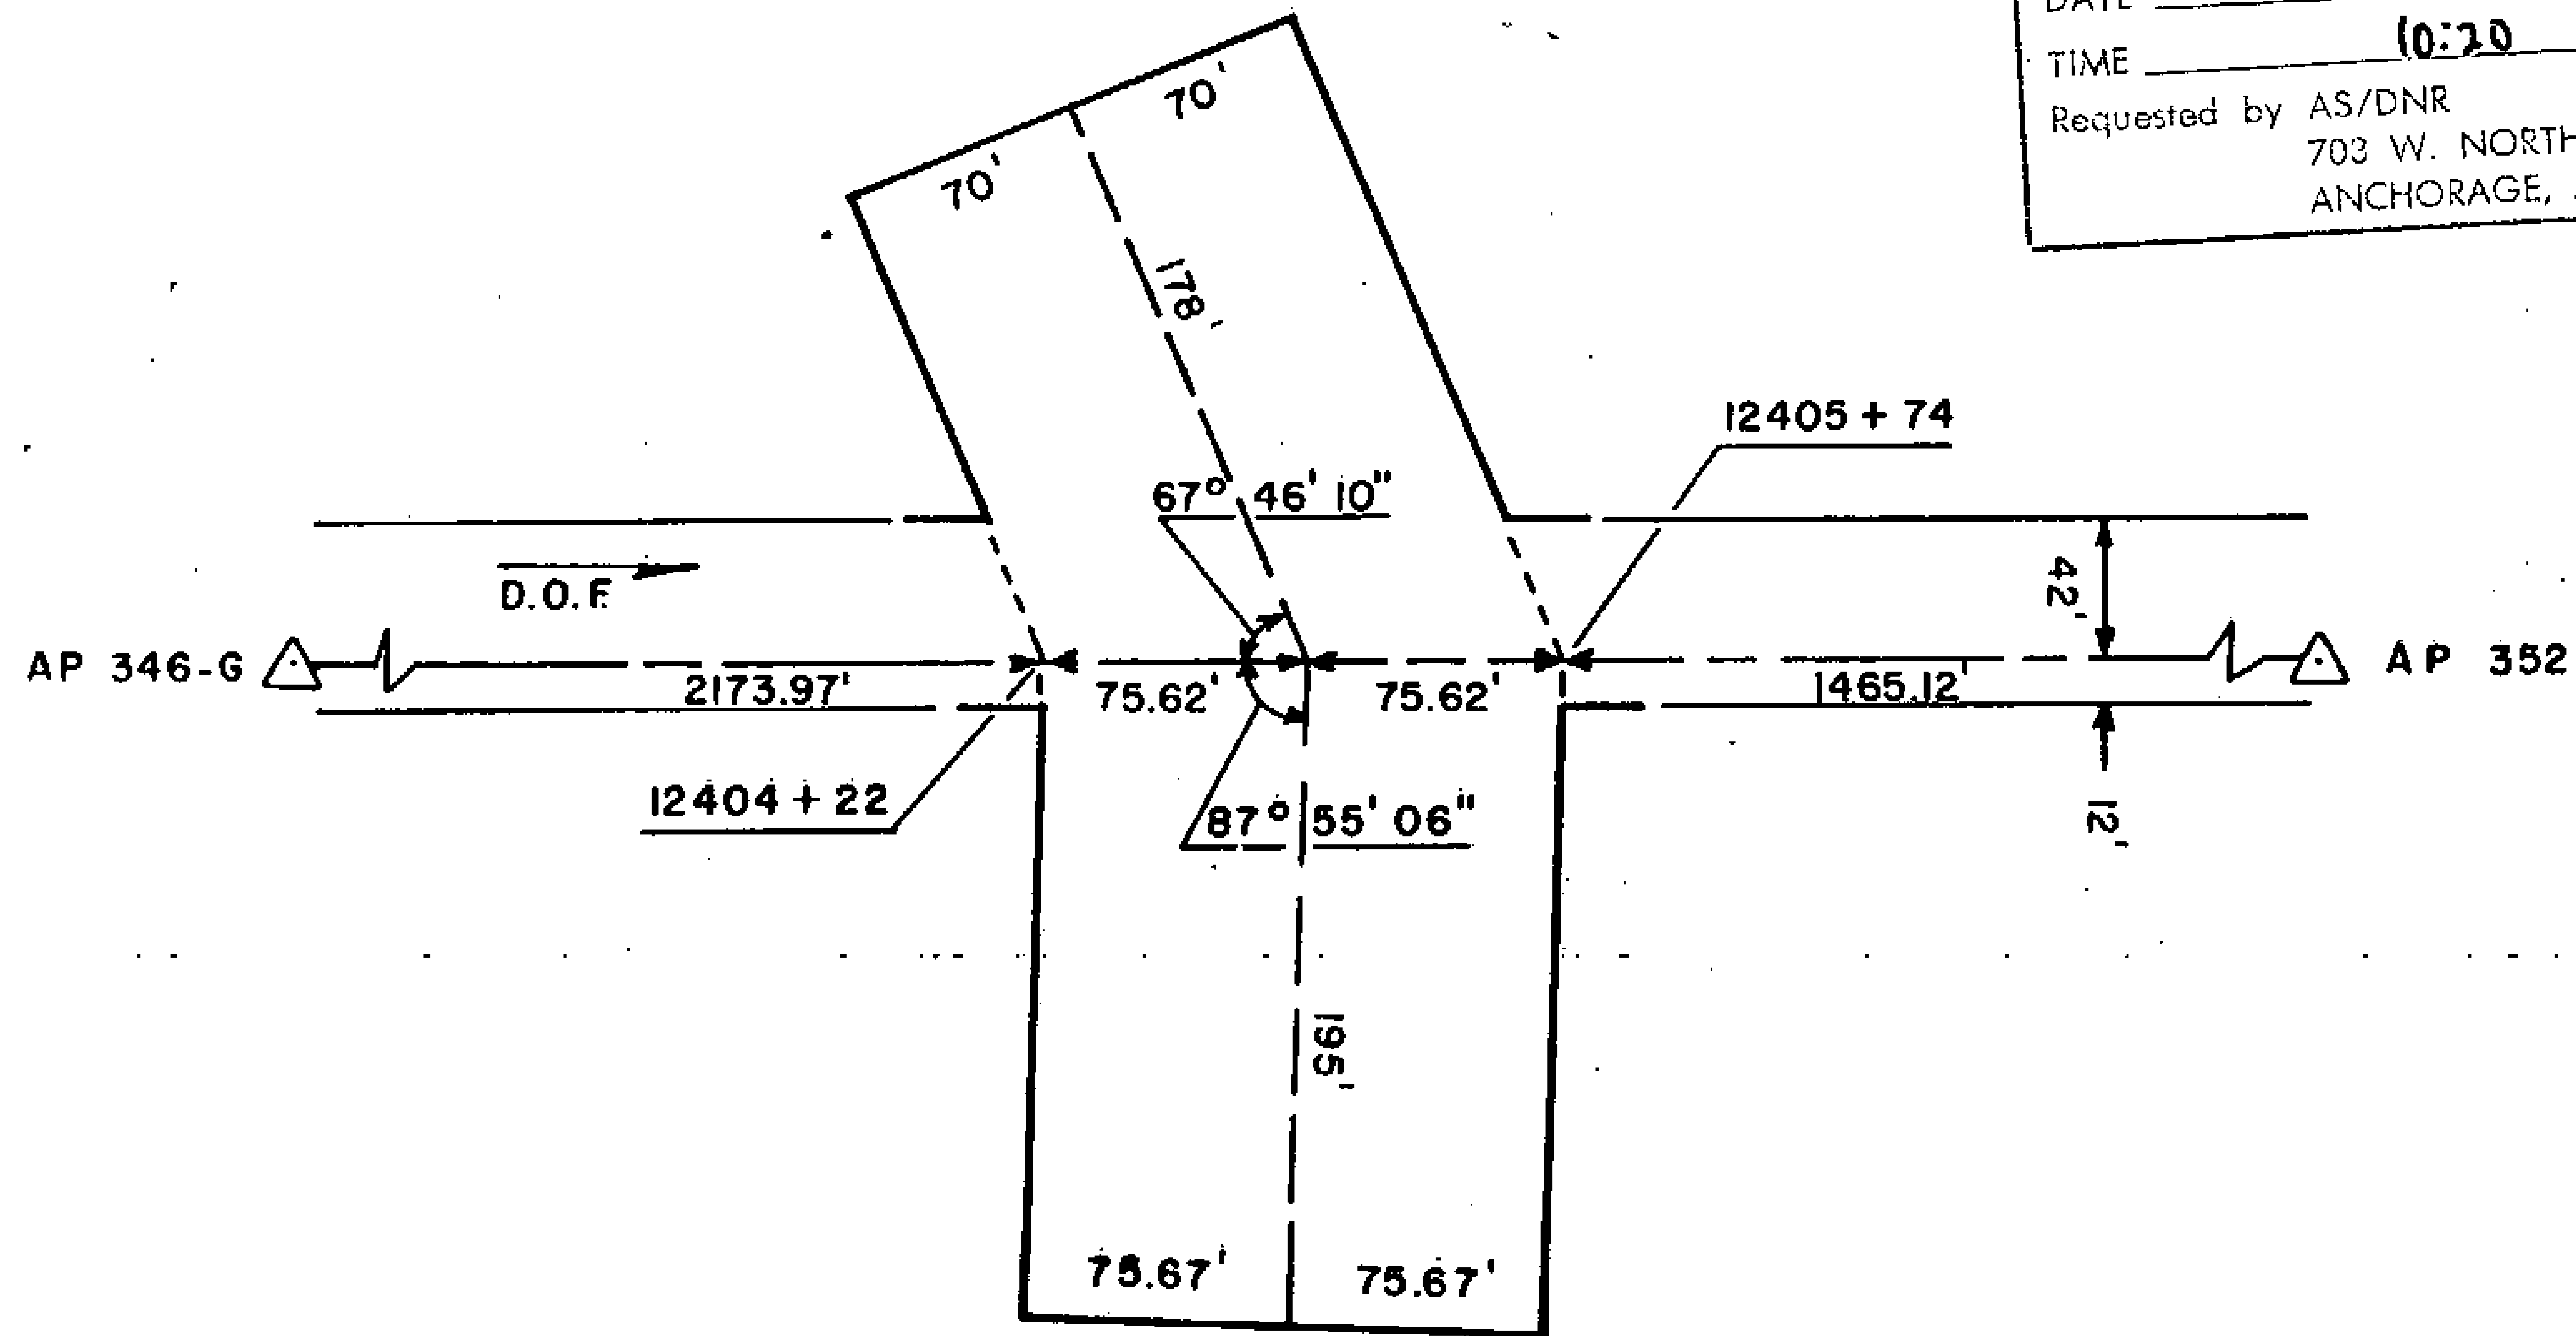 DATE
TIME 10:20
Requested by AS/DNR
703 W. NORTH
ANCHORAGE,
70'
70'
178'
12405 + 74
67° 46' 10"
D.O.F.
42'
AP 346-G
2173.97'
75.62'
75.62'
1465.12'
AP 352
12404 + 22
87° 55' 06"
12'
195'
75.67'
75.67'